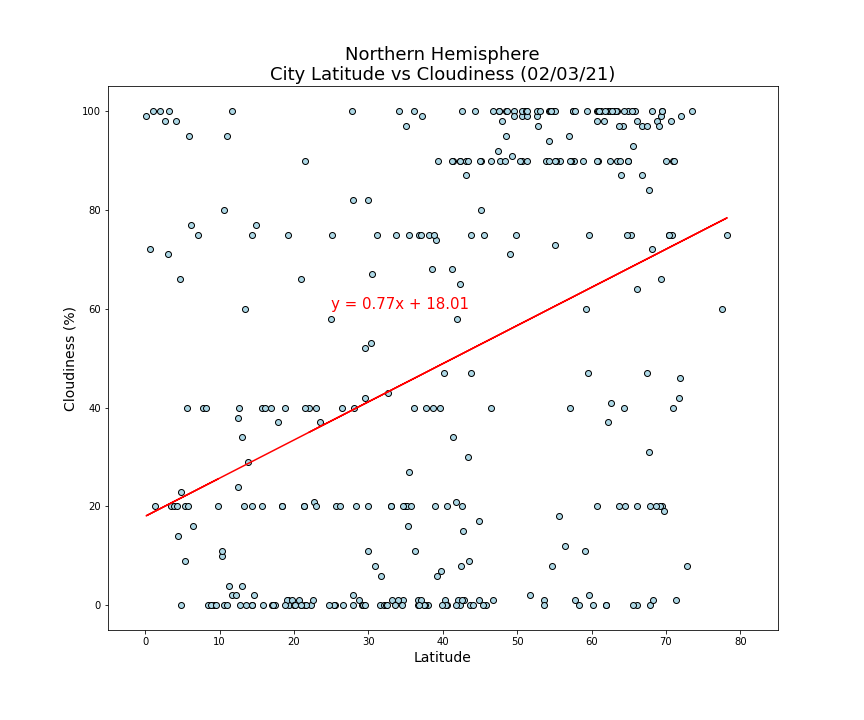 Northern Hemisphere
City Latitude vs Cloudiness (02/03/21)
100
80
60
40
20
0
Cloudiness (%)
y = 0.77x + 18.01
0 10 20 30 40 50 60 70 80
Latitude